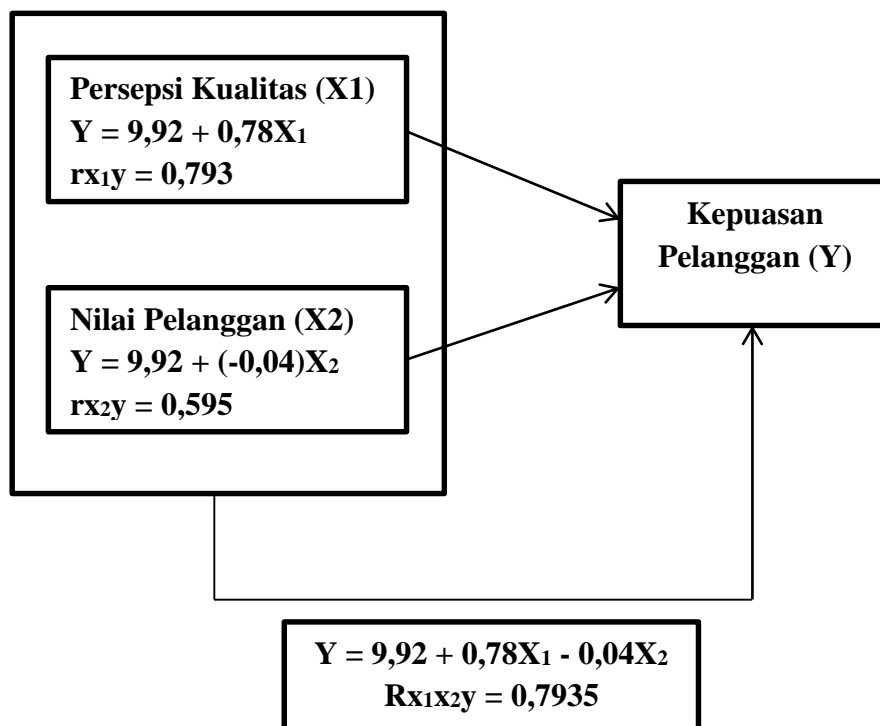 Persepsi Kualitas (X1)
Y = 9,92 + 0,78X₁
rx₁y = 0,793
Nilai Pelanggan (X2)
Y = 9,92 + (-0,04)X₂
rx₂y = 0,595
Kepuasan
Pelanggan (Y)
Y = 9,92 + 0,78X₁ - 0,04X₂
Rx₁x₂y = 0,7935